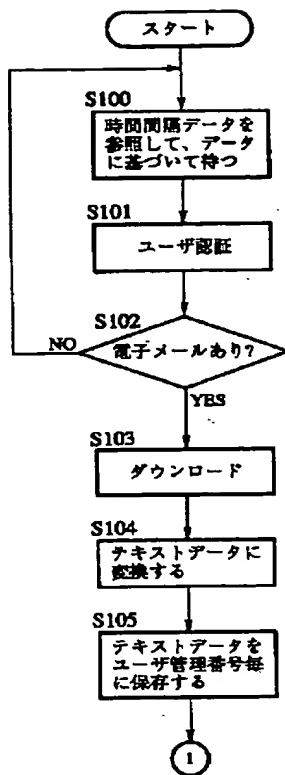 スタート
S100
時間間隔データを
参照して、データ
に基づいて待つ
S101
ユーザ認証
S102
電子メールあり?
NO
YES
S103
ダウンロード
S104
テキストデータに
変換する
S105
テキストデータを
ユーザ管理番号毎
に保存する
1